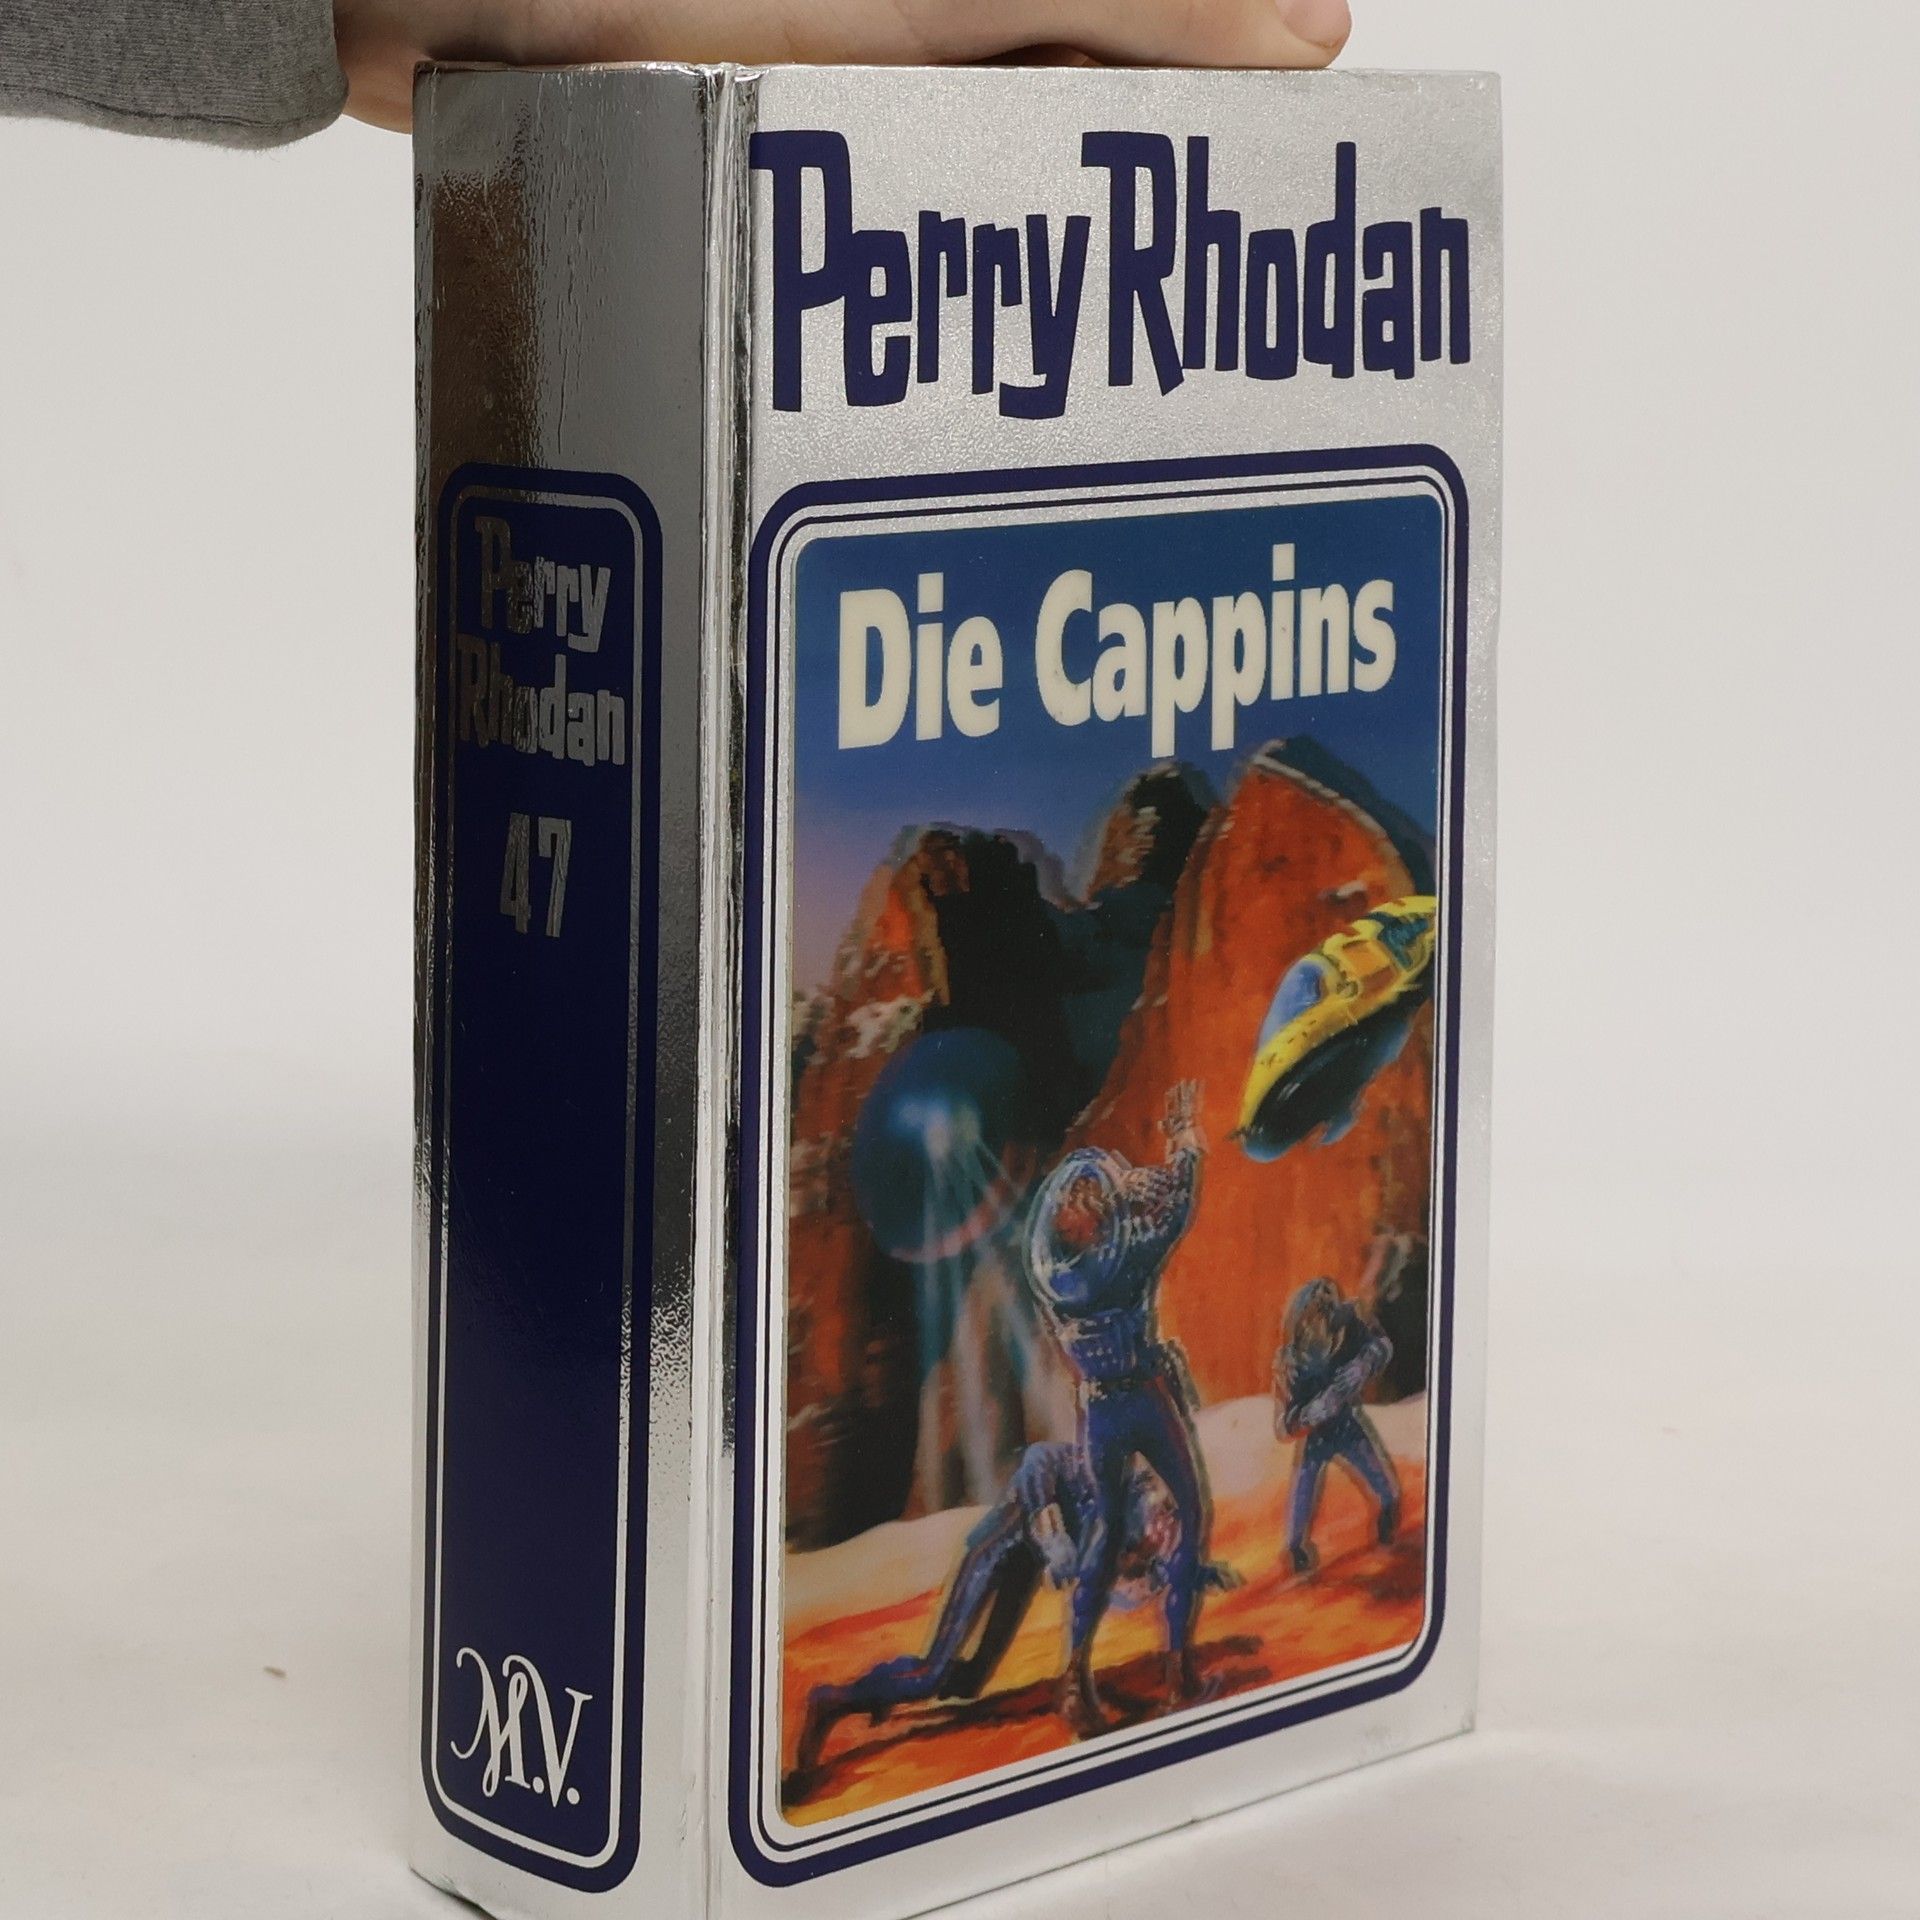 Perry Rhodan
Die Cappins
Perry
Rhodan
47
M.V.